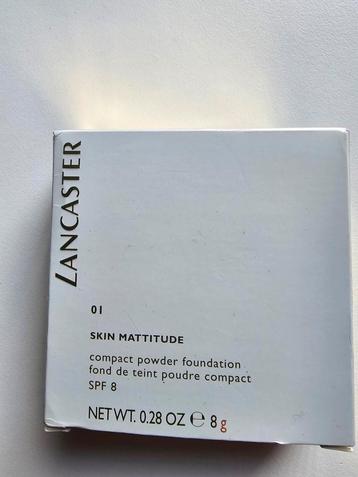 LANCASTER
01
SKIN MATTITUDE
compact powder foundation
fond de teint poudre compact
SPF 8
NET WT. 0.28 OZ ℮ 8 g